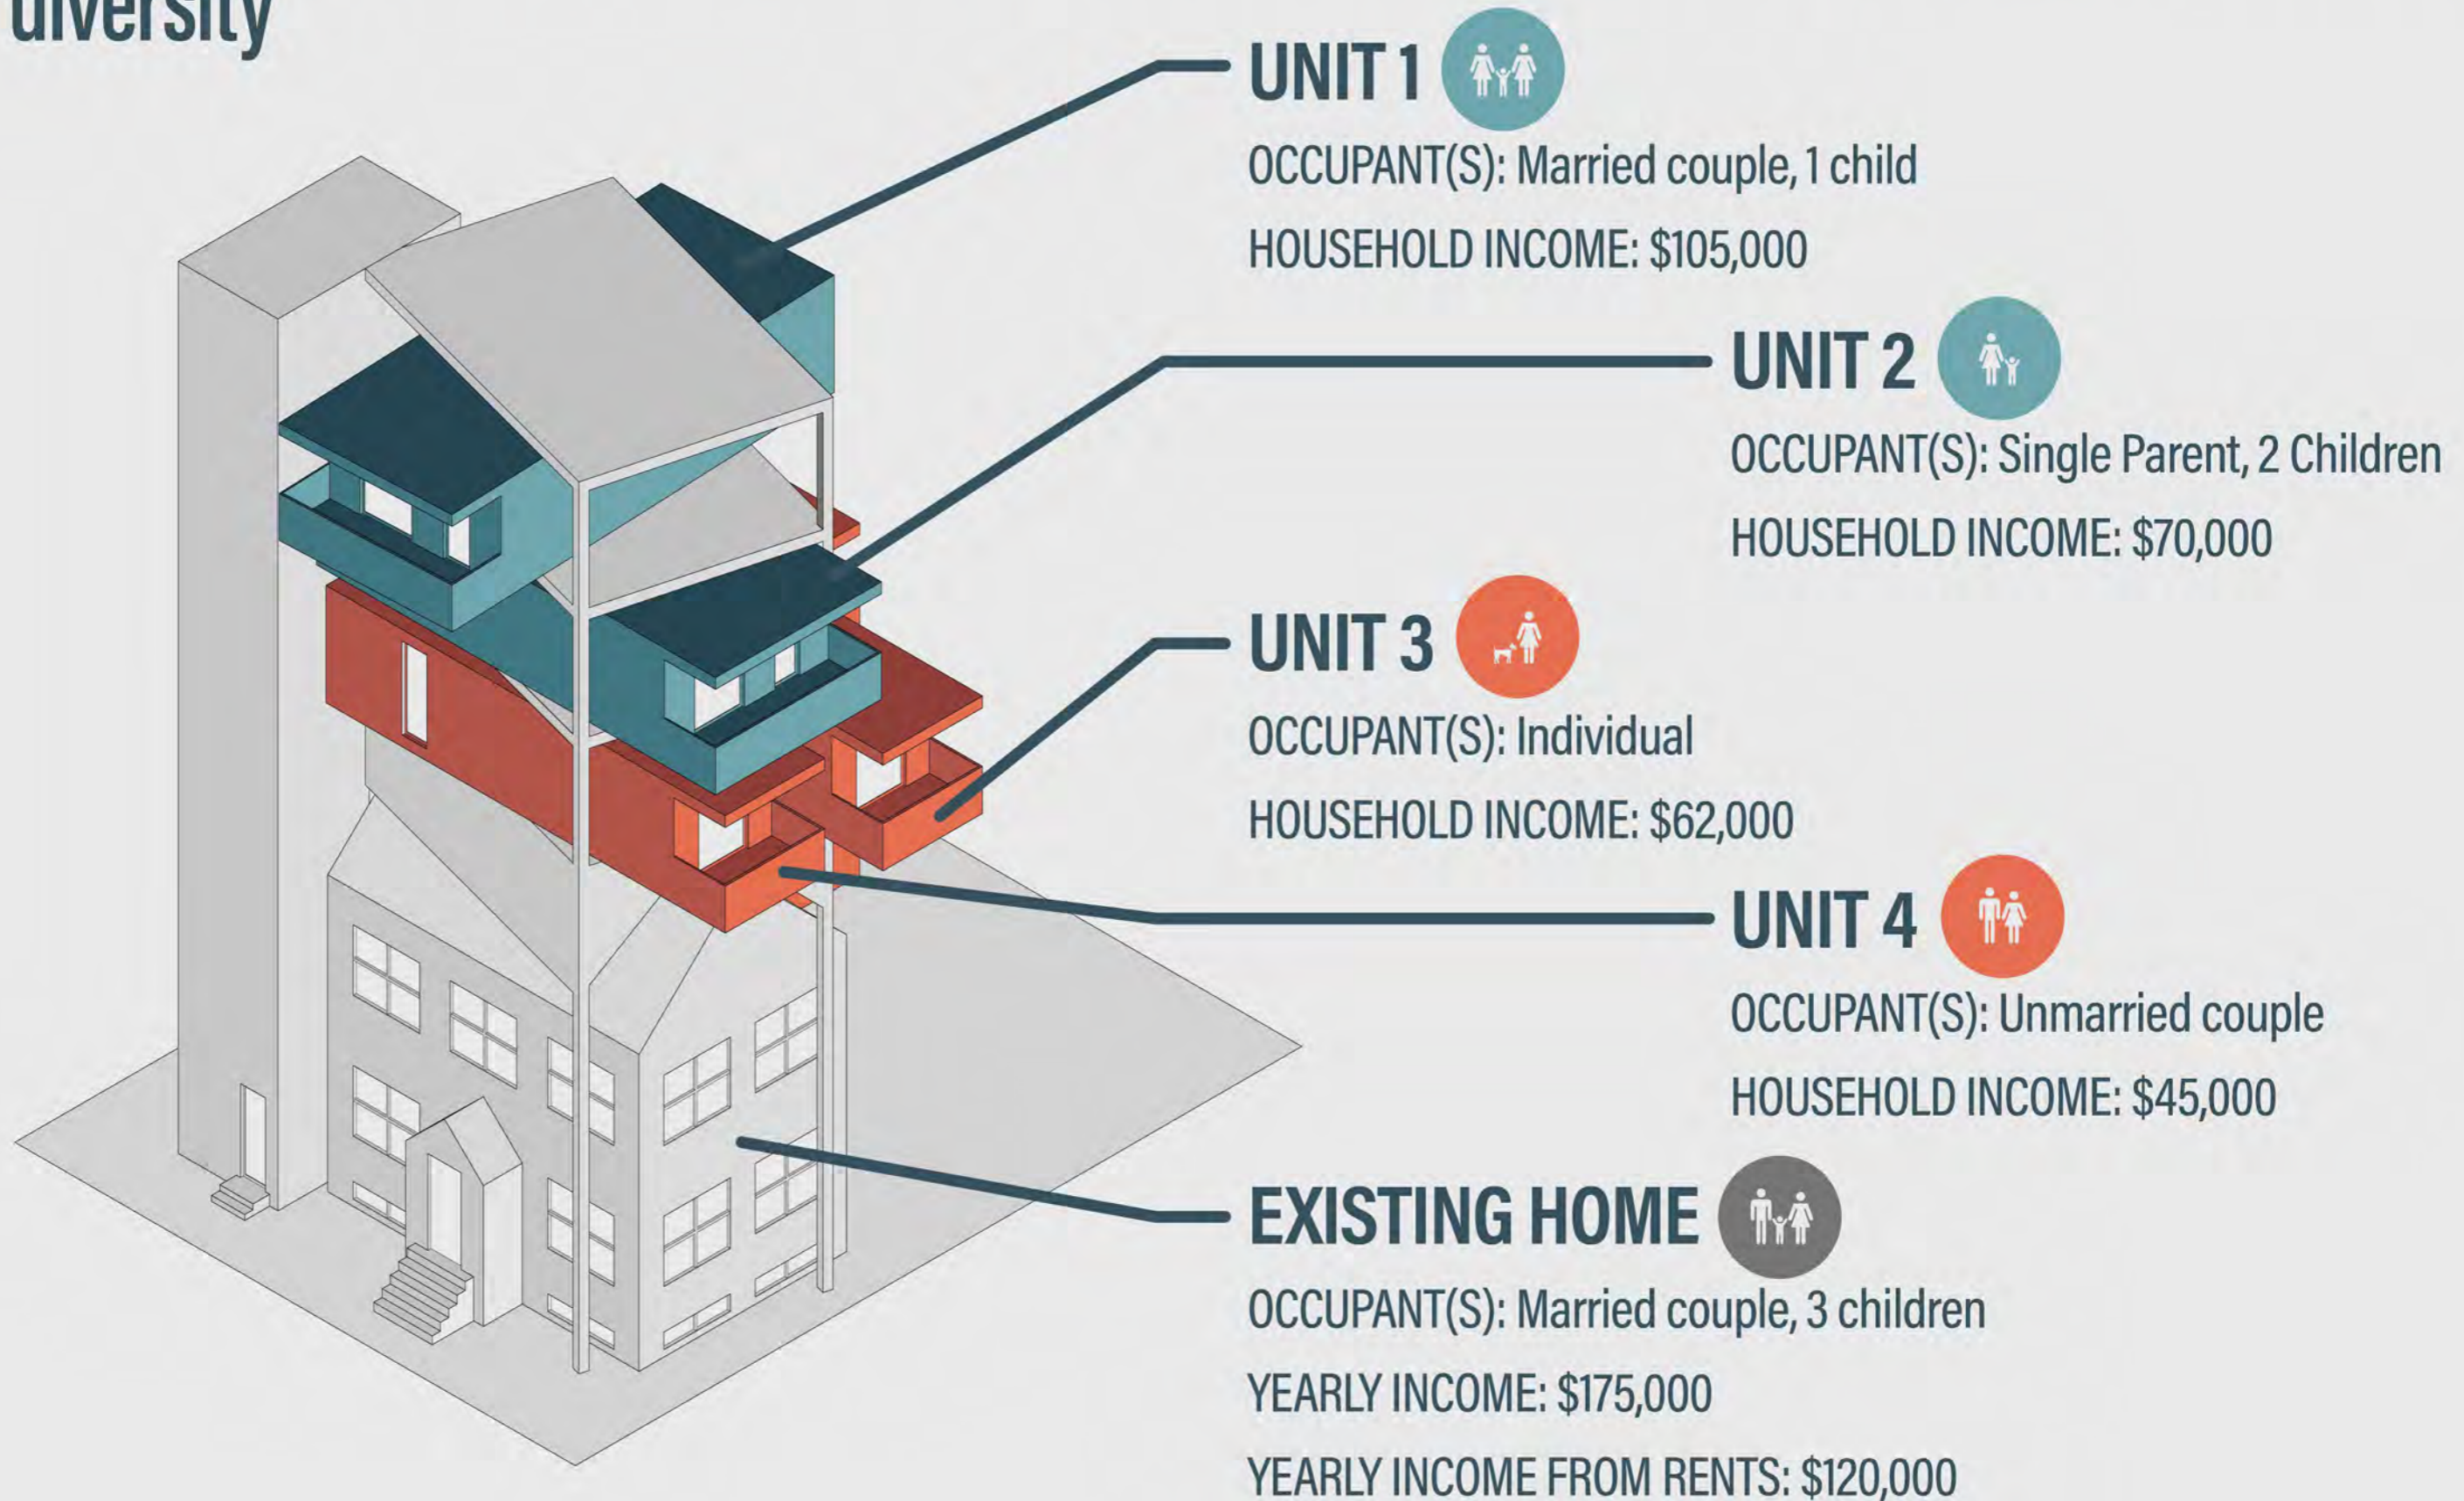 diversity
UNIT 1
OCCUPANT(S): Married couple, 1 child
HOUSEHOLD INCOME: $105,000
UNIT 2
OCCUPANT(S): Single Parent, 2 Children
HOUSEHOLD INCOME: $70,000
UNIT 3
OCCUPANT(S): Individual
HOUSEHOLD INCOME: $62,000
UNIT 4
OCCUPANT(S): Unmarried couple
HOUSEHOLD INCOME: $45,000
EXISTING HOME
OCCUPANT(S): Married couple, 3 children
YEARLY INCOME: $175,000
YEARLY INCOME FROM RENTS: $120,000